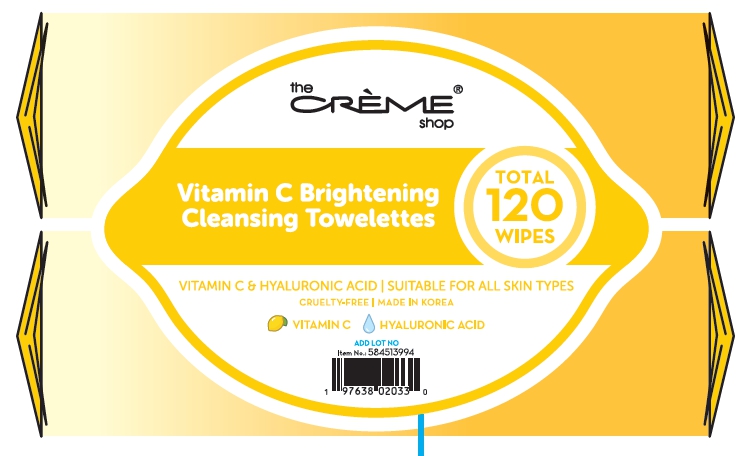 the
CRÈME®
shop
Vitamin C Brightening
Cleansing Towelettes
TOTAL
120
WIPES
VITAMIN C & HYALURONIC ACID | SUITABLE FOR ALL SKIN TYPES
CRUELTY-FREE | MADE IN KOREA
VITAMIN C HYALURONIC ACID
ADD LOT NO
Item No.: 584513994
1 97638 02033 0